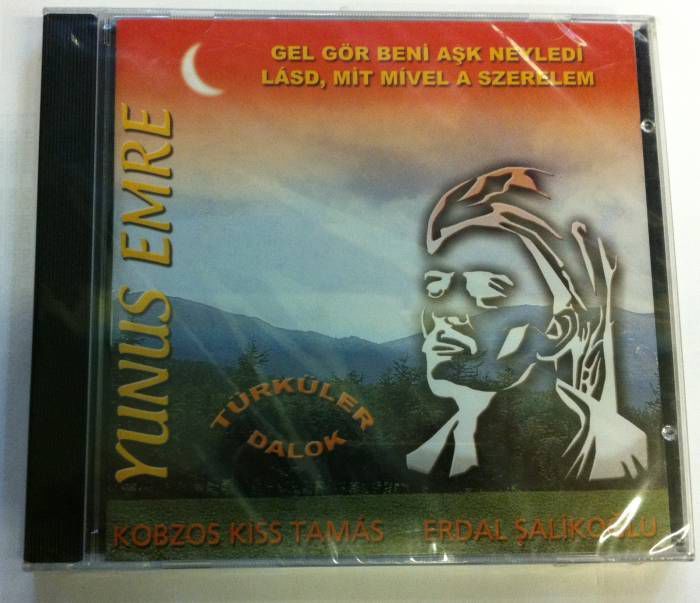 GEL GÖR BENİ AŞK NEYLEDİ
LÁSD, MIT MÍVEL A SZERELEM
YUNUS EMRE
TÜRKÜLER
DALOK
KOBZOS KISS TAMÁS ERDAL ŞALİKOĞLU